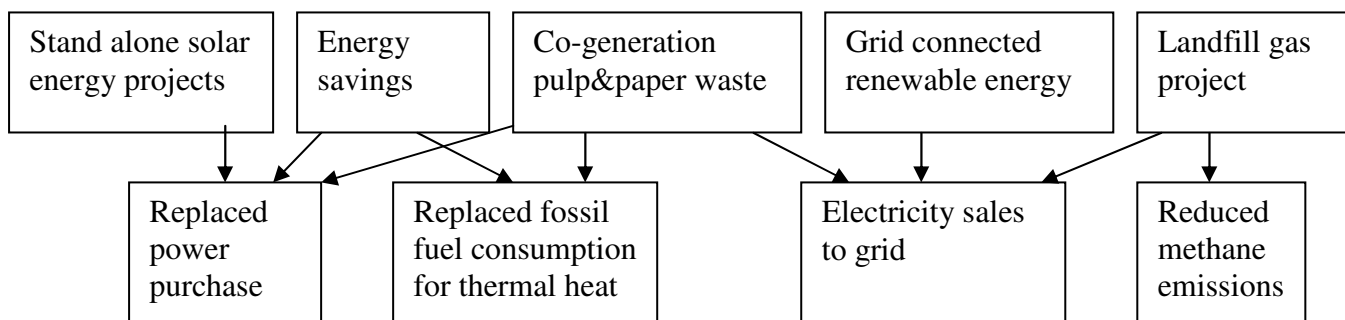 Stand alone solar
energy projects
Energy
savings
Co-generation
pulp&paper waste
Grid connected
renewable energy
Landfill gas
project
Replaced
power
purchase
Replaced fossil
fuel consumption
for thermal heat
Electricity sales
to grid
Reduced
methane
emissions